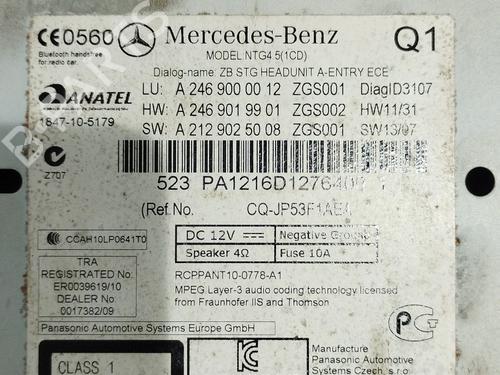 CE0560
Bluetooth handsfree
for radio car.
Mercedes-Benz
Q1
MODEL NTG4.5(1CD)
Dialog-name: ZB STG HEADUNIT A-ENTRY ECE
LU: A 246 900 00 12 ZGS001 DiagID3107
HW: A 246 901 99 01 ZGS002 HW11/31
SW: A 212 902 50 08 ZGS001 SW13/07
ANATEL
1847-10-5179
Z707
523 PA1216D1276
(Ref.No. CQ-JP53F1AE
CCAH10LP0641T0
DC 12V Negative Ground
Speaker 4Ω Fuse 10A
TRA
REGISTRATED No:
ER0039619/10
DEALER No
0017382/09
RCPPANT10-0778-A1
MPEG Layer-3 audio coding technology licensed
from Fraunhofer IIS and Thomson
Panasonic Automotive Systems Europe GmbH
CLASS 1
Manufacture
Panasonic Automotive
Systems Czech, s.r.o.